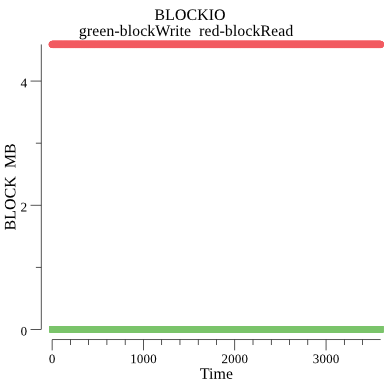 BLOCKIO
green-blockWrite red-blockRead
4
BLOCK MB
2
0
0 1000 2000 3000
Time